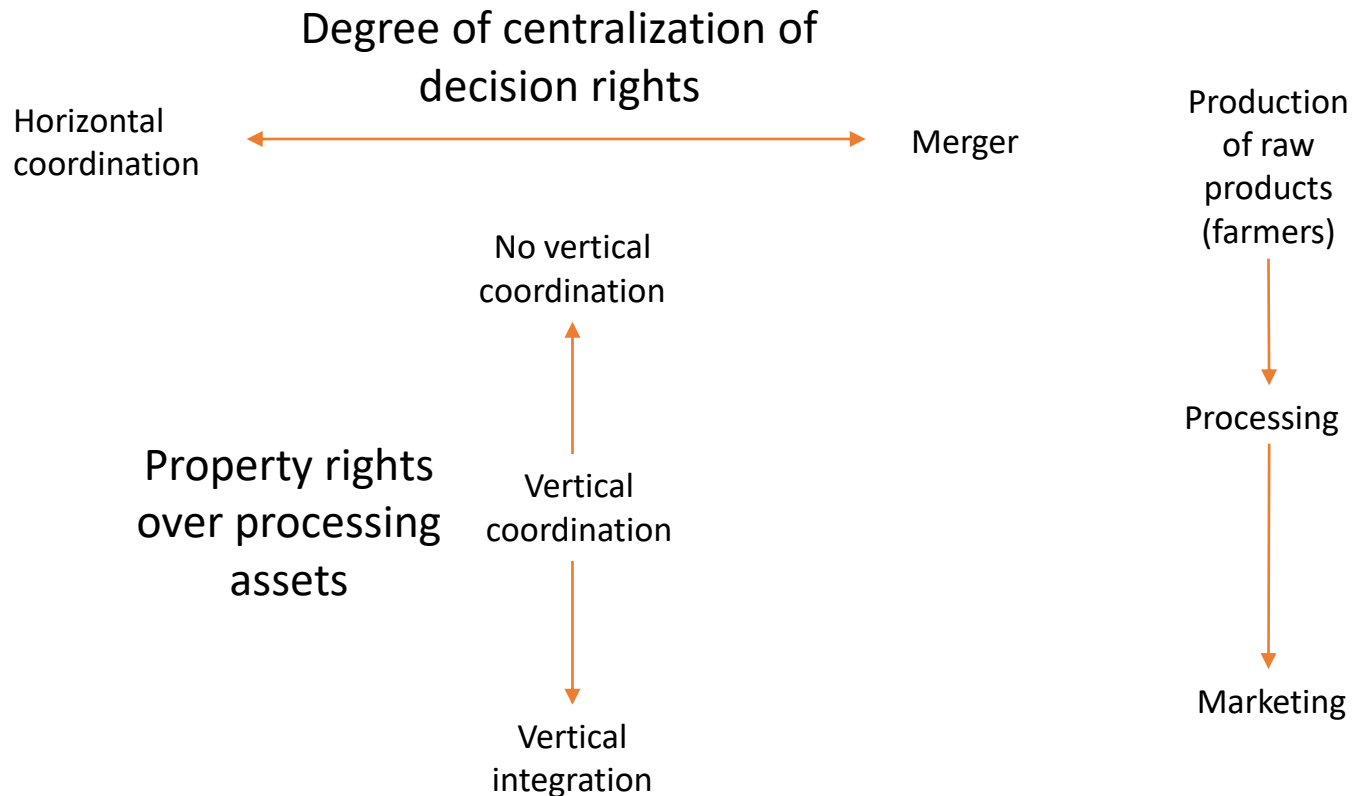 Degree of centralization of
decision rights
Horizontal
coordination
Merger
Production
of raw
products
(farmers)
No vertical
coordination
Processing
Property rights
over processing
assets
Vertical
coordination
Marketing
Vertical
integration